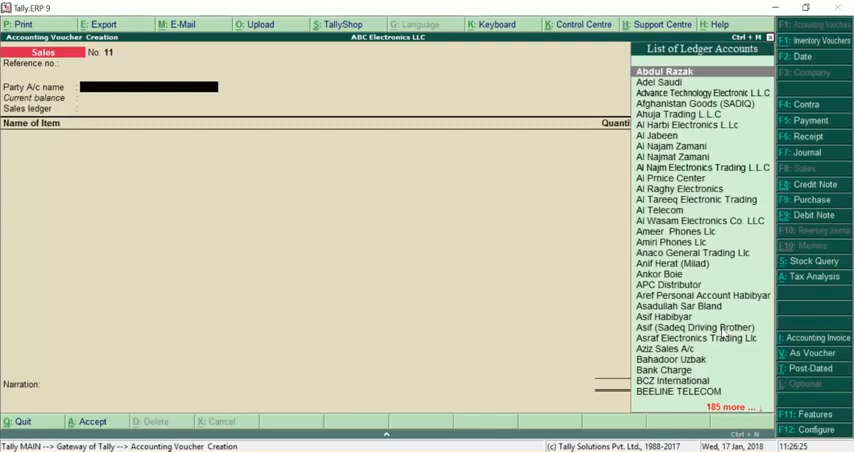 Tally.ERP 9
P: Print E: Export M: E-Mail O: Upload S: TallyShop G: Language K: Keyboard K: Control Centre H: Support Centre H: Help
F1: Accounting Vouchers
Accounting Voucher Creation ABC Electronics LLC Ctrl + M
F1: Inventory Vouchers
Sales No. 11
List of Ledger Accounts
F2: Date
Reference no.:
F3: Company
Abdul Razak
Party A/c name :
Adel Saudi
Current balance :
Advance Technology Electronic L.L.C
Sales ledger :
Afghanistan Goods (SADIQ)
F4: Contra
Ahuja Trading L.L.C
Name of Item Quanti
Al Harbi Electronics L.Lc
F5: Payment
Al Jabeen
F6: Receipt
Al Najam Zamani
F7: Journal
Al Najmat Zamani
Al Najm Electronics Trading L.L.C
F8: Sales
Al Prnice Center
Al Raghy Electronics
F8: Credit Note
Al Tareeq Electronic Trading
F9: Purchase
Al Telecom
F9: Debit Note
Al Wasam Electronics Co. LLC
Ameer Phones Llc
F10: Reversing Journal
Amiri Phones Llc
F10: Memos
Anaco General Trading Llc
Anif Herat (Milad)
S: Stock Query
Ankor Boie
A: Tax Analysis
APC Distributor
Aref Personal Account Habibyar
Asadullah Sar Bland
Asif Habibyar
Asif (Sadeq Driving Brother)
Asraf Electronics Trading Llc
I: Accounting Invoice
Aziz Sales A/c
V: As Voucher
Bahadoor Uzbak
Bank Charge
T: Post-Dated
BCZ International
Narration:
L: Optional
BEELINE TELECOM
185 more ... ↓
F11: Features
Q: Quit A: Accept D: Delete X: Cancel
F12: Configure
Ctrl + N
Tally MAIN --> Gateway of Tally --> Accounting Voucher Creation (c) Tally Solutions Pvt. Ltd., 1988-2017 Wed, 17 Jan, 2018 11:26:25